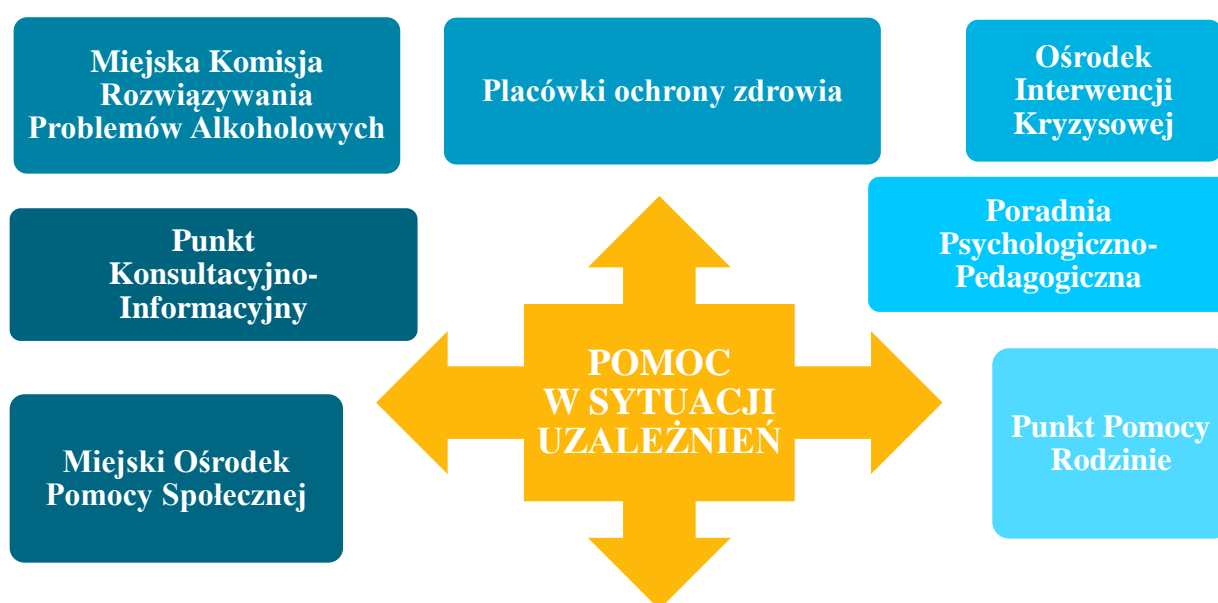 Miejska Komisja
Rozwiązywania
Problemów Alkoholowych
Placówki ochrony zdrowia
Ośrodek
Interwencji
Kryzysowej
Punkt
Konsultacyjno-
Informacyjny
Poradnia
Psychologiczno-
Pedagogiczna
POMOC
W SYTUACJI
UZALEŻNIEŃ
Miejski Ośrodek
Pomocy Społecznej
Punkt Pomocy
Rodzinie